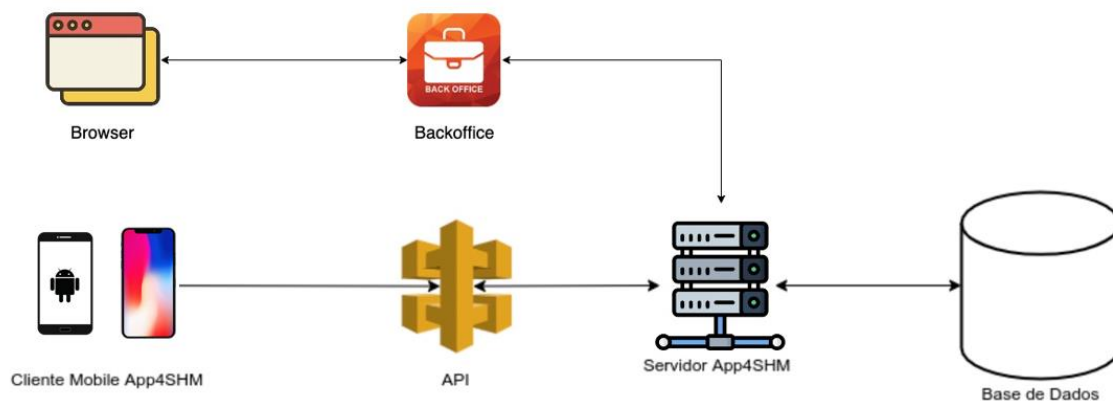 BACK OFFICE
Browser
Backoffice
Cliente Mobile App4SHM
API
Servidor App4SHM
Base de Dados